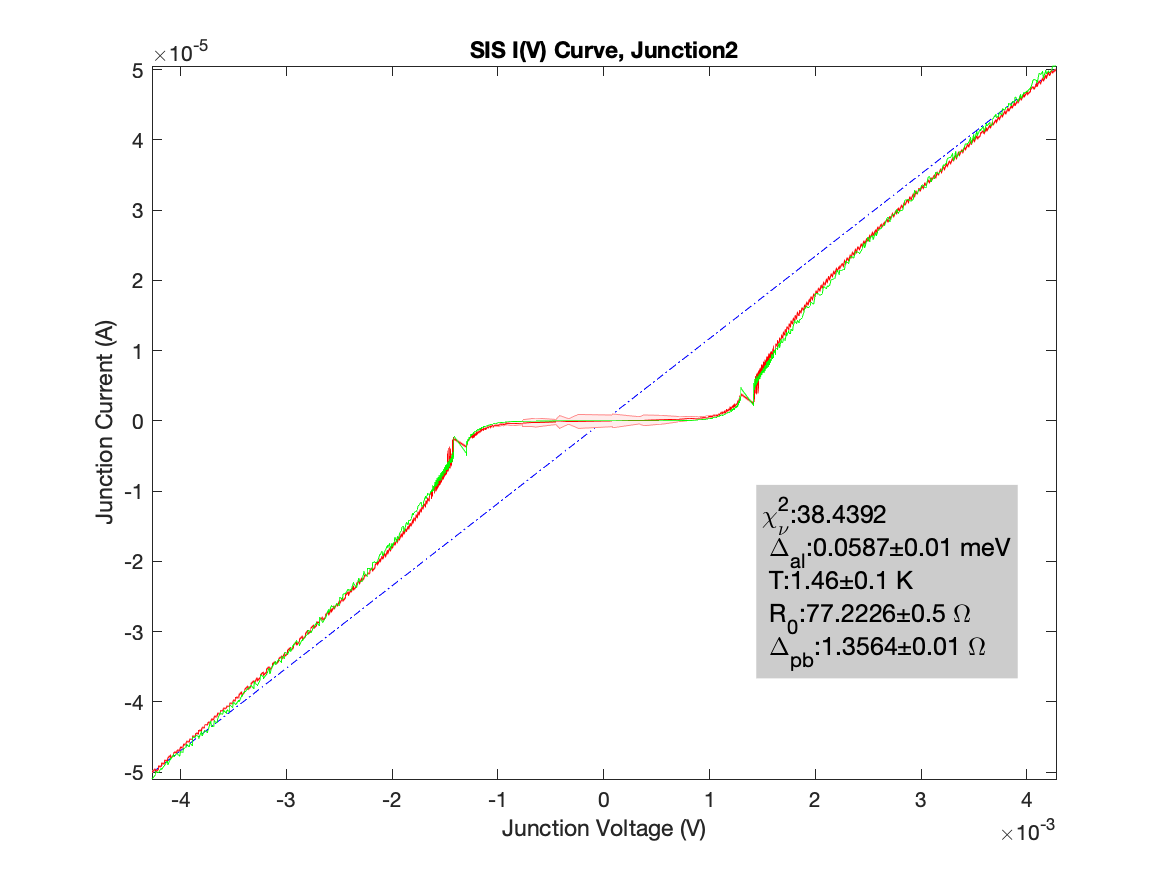 SIS I(V) Curve, Junction2
×10-5
5
4
3
2
1
0
-1
-2
-3
-4
-5
Junction Current (A)
χν2:38.4392
Δal:0.0587±0.01 meV
T:1.46±0.1 K
R0:77.2226±0.5 Ω
Δpb:1.3564±0.01 Ω
-4 -3 -2 -1 0 1 2 3 4
Junction Voltage (V)
×10-3